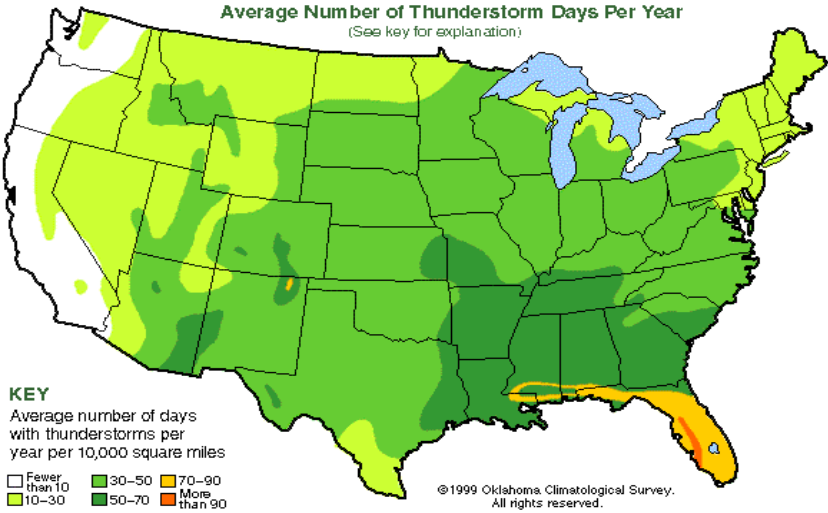 Average Number of Thunderstorm Days Per Year
(See key for explanation)
KEY
Average number of days
with thunderstorms per
year per 10,000 square miles
Fewer
than 10
30–50
70–90
10–30
50–70
More
than 90
©1999 Oklahoma Climatological Survey.
All rights reserved.